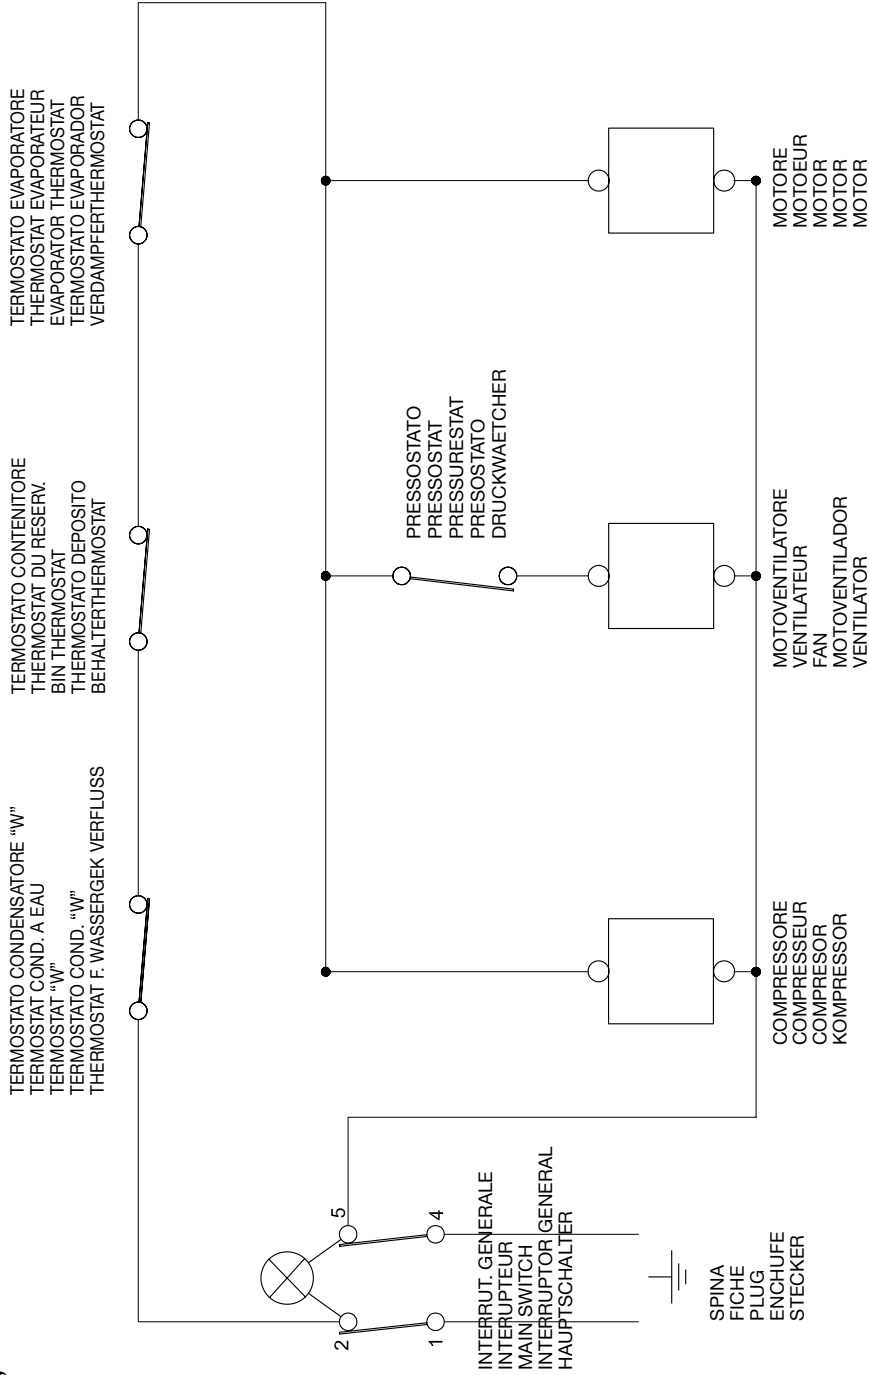 TERMOSTATO CONDENSATORE “W”
TERMOSTAT COND. A EAU
TERMOSTAT “W”
TERMOSTATO COND. “W”
THERMOSTAT F. WASSERGEK VERFLUSS
TERMOSTATO CONTENITORE
THERMOSTAT DU RESERV.
BIN THERMOSTAT
THERMOSTATO DEPOSITO
BEHALTERTHERMOSTAT
TERMOSTATO EVAPORATORE
THERMOSTAT EVAPORATEUR
EVAPORATOR THERMOSTAT
TERMOSTATO EVAPORADOR
VERDAMPFERTHERMOSTAT
PRESSOSTATO
PRESSOSTAT
PRESSURESTAT
PRESOSTATO
DRUCKWAETCHER
2
5
1
4
INTERRUT. GENERALE
INTERUPTEUR
MAIN SWITCH
INTERRUPTOR GENERAL
HAUPTSCHALTER
SPINA
FICHE
PLUG
ENCHUFE
STECKER
COMPRESSORE
COMPRESSEUR
COMPRESOR
KOMPRESSOR
MOTOVENTILATORE
VENTILATEUR
FAN
MOTOVENTILADOR
VENTILATOR
MOTORE
MOTOEUR
MOTOR
MOTOR
MOTOR